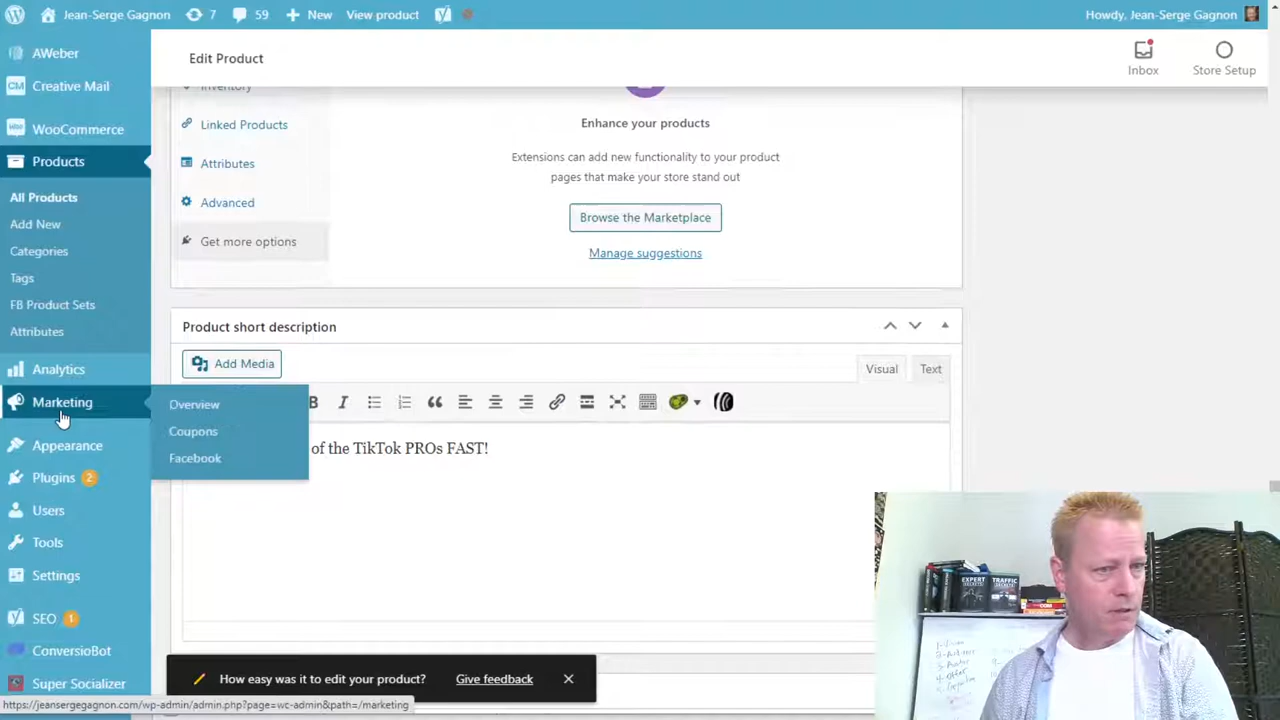 Jean-Serge Gagnon
7
59
New
View product
Howdy, Jean-Serge Gagnon
AWeber
Creative Mail
WooCommerce
Products
All Products
Add New
Categories
Tags
FB Product Sets
Attributes
Analytics
Marketing
Appearance
Plugins 2
Users
Tools
Settings
SEO 1
ConversioBot
Super Socializer
Overview
Coupons
Facebook
Edit Product
Inbox
Store Setup
Inventory
Linked Products
Attributes
Advanced
Get more options
Enhance your products
Extensions can add new functionality to your product
pages that make your store stand out
Browse the Marketplace
Manage suggestions
Product short description
Add Media
Visual
Text
of the TikTok PROs FAST!
How easy was it to edit your product?
Give feedback
https://jeansergegagnon.com/wp-admin/admin.php?page=wc-admin&path=/marketing
EXPERT
SECRETS
TRAFFIC
SECRETS